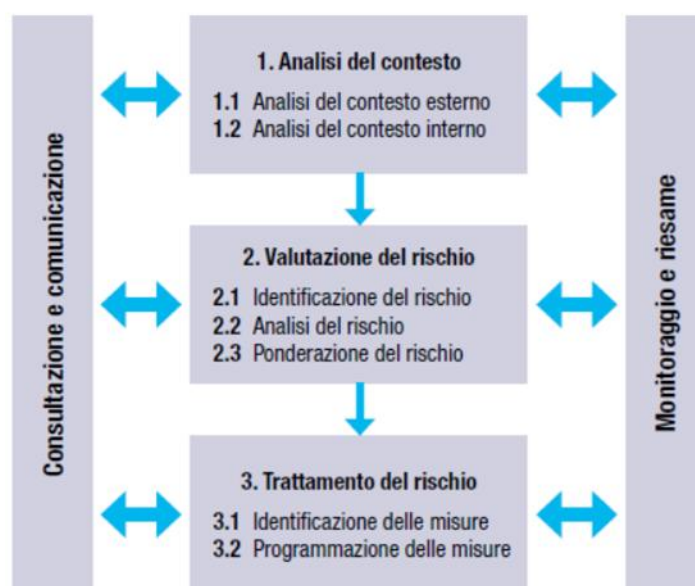 Consultazione e comunicazione
1. Analisi del contesto
1.1 Analisi del contesto esterno
1.2 Analisi del contesto interno
2. Valutazione del rischio
2.1 Identificazione del rischio
2.2 Analisi del rischio
2.3 Ponderazione del rischio
3. Trattamento del rischio
3.1 Identificazione delle misure
3.2 Programmazione delle misure
Monitoraggio e riesame